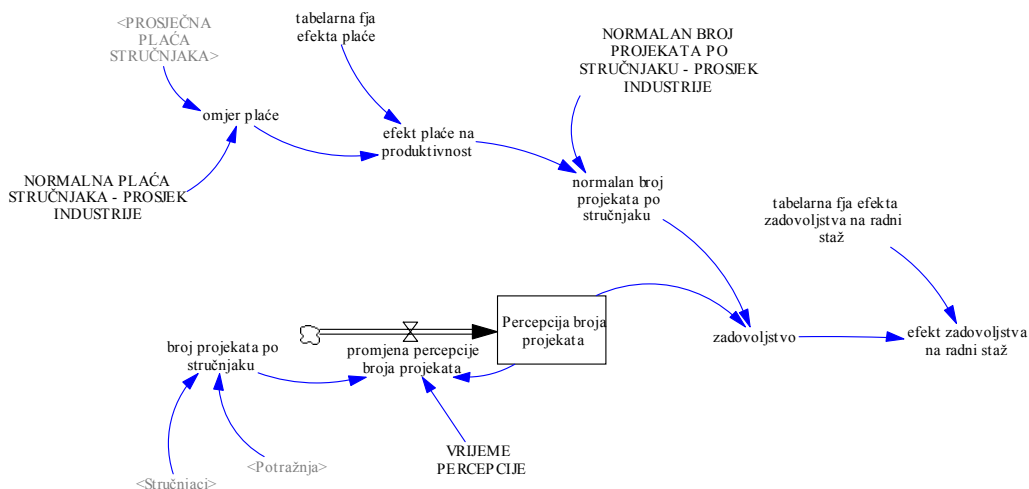 <PROSJEČNA
PLAĆA
STRUČNJAKA>
tabelarna fja
efekta plaće
NORMALAN BROJ
PROJEKATA PO
STRUČNJAKU - PROSJEK
INDUSTRIJE
omjer plaće
efekt plaće na
produktivnost
NORMALNA PLAĆA
STRUČNJAKA - PROSJEK
INDUSTRIJE
normalan broj
projekata po
stručnjaku
tabelarna fja efekta
zadovoljstva na radni
staž
Percepcija broja
projekata
zadovoljstvo
efekt zadovoljstva
na radni staž
broj projekata po
stručnjaku
promjena percepcije
broja projekata
VRIJEME
PERCEPCIJE
<Potražnja>
<Stručnjaci>